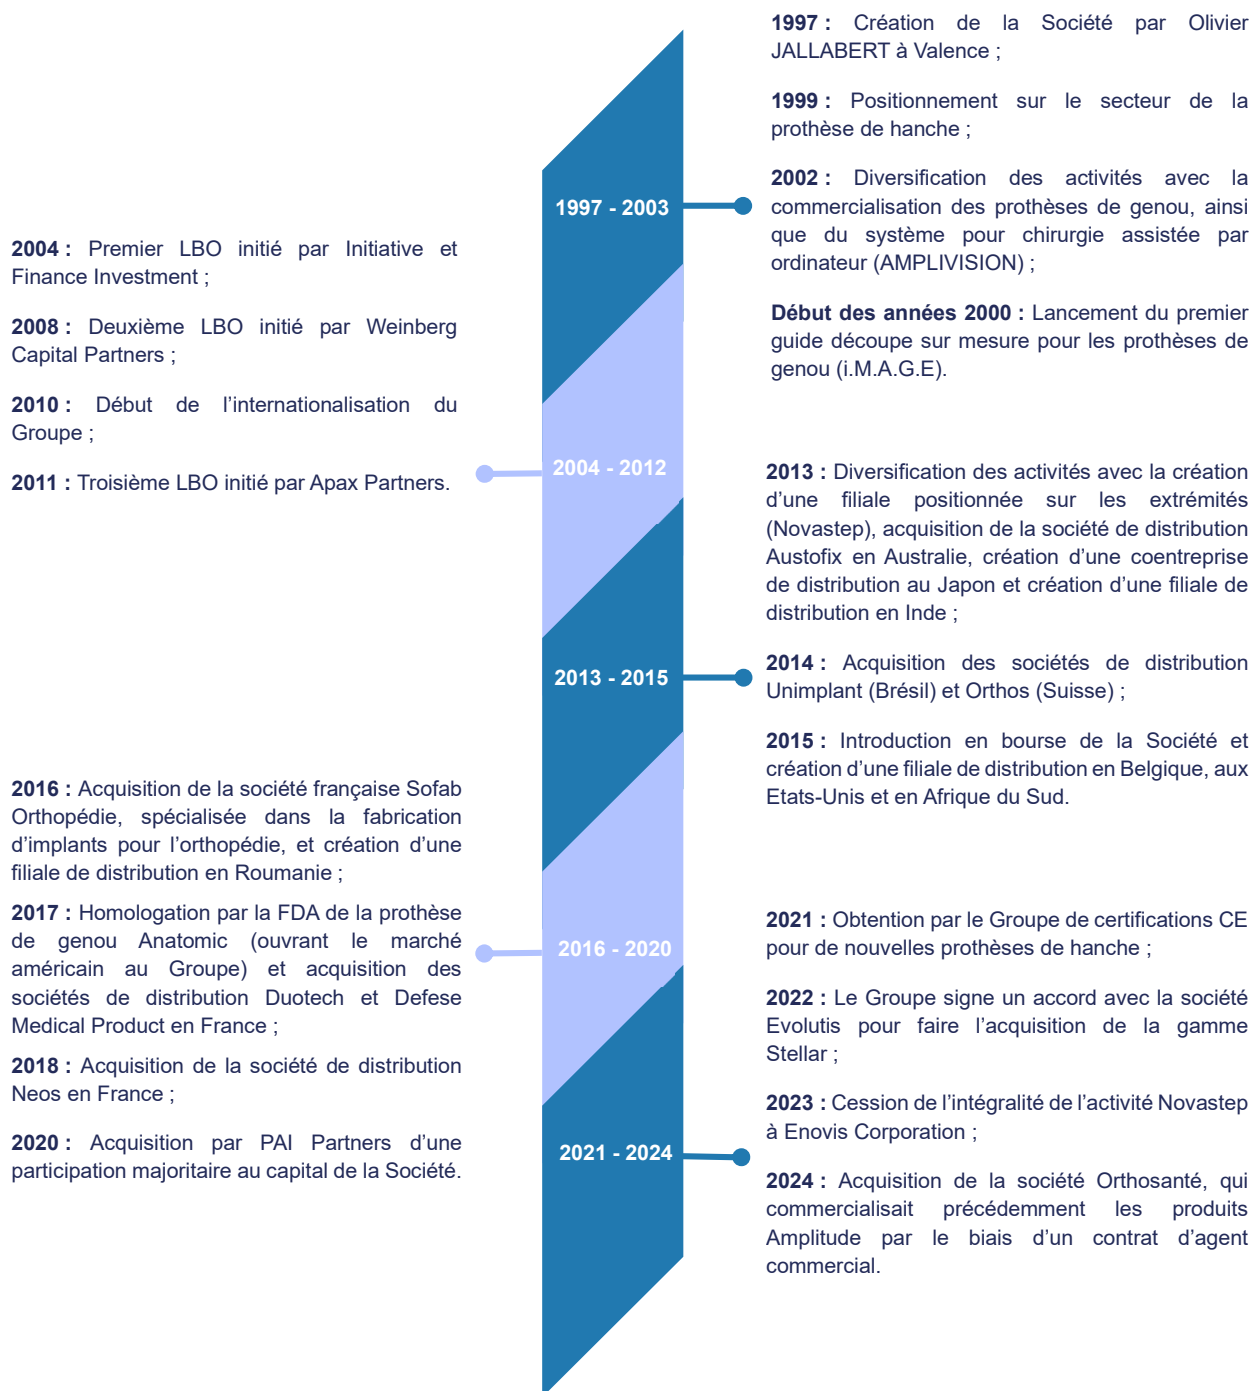 1997 : Création de la Société par Olivier
JALLABERT à Valence ;
1999 : Positionnement sur le secteur de la
prothèse de hanche ;
2002 : Diversification des activités avec la
commercialisation des prothèses de genou, ainsi
que du système pour chirurgie assistée par
ordinateur (AMPLIVISION) ;
Début des années 2000 : Lancement du premier
guide découpe sur mesure pour les prothèses de
genou (i.M.A.G.E).
1997 - 2003
2004 : Premier LBO initié par Initiative et
Finance Investment ;
2008 : Deuxième LBO initié par Weinberg
Capital Partners ;
2010 : Début de l’internationalisation du
Groupe ;
2011 : Troisième LBO initié par Apax Partners.
2004 - 2012
2013 : Diversification des activités avec la création
d’une filiale positionnée sur les extrémités
(Novastep), acquisition de la société de distribution
Austofix en Australie, création d’une coentreprise
de distribution au Japon et création d’une filiale de
distribution en Inde ;
2014 : Acquisition des sociétés de distribution
Unimplant (Brésil) et Orthos (Suisse) ;
2015 : Introduction en bourse de la Société et
création d’une filiale de distribution en Belgique, aux
Etats-Unis et en Afrique du Sud.
2013 - 2015
2016 : Acquisition de la société française Sofab
Orthopédie, spécialisée dans la fabrication
d’implants pour l’orthopédie, et création d’une
filiale de distribution en Roumanie ;
2017 : Homologation par la FDA de la prothèse
de genou Anatomic (ouvrant le marché
américain au Groupe) et acquisition des
sociétés de distribution Duotech et Defese
Medical Product en France ;
2018 : Acquisition de la société de distribution
Neos en France ;
2020 : Acquisition par PAI Partners d’une
participation majoritaire au capital de la Société.
2016 - 2020
2021 : Obtention par le Groupe de certifications CE
pour de nouvelles prothèses de hanche ;
2022 : Le Groupe signe un accord avec la société
Evolutis pour faire l’acquisition de la gamme
Stellar ;
2023 : Cession de l’intégralité de l’activité Novastep
à Enovis Corporation ;
2024 : Acquisition de la société Orthosanté, qui
commercialisait précédemment les produits
Amplitude par le biais d’un contrat d’agent
commercial.
2021 - 2024